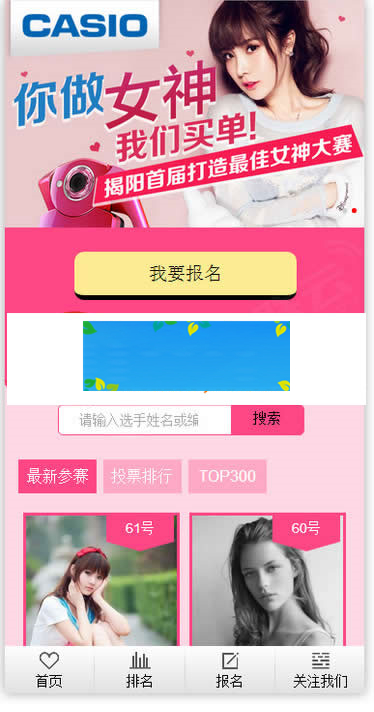 CASIO
你做女神
我们买单!
揭阳首届打造最佳女神大赛
我要报名
请输入选手姓名或编
搜索
最新参赛 投票排行 TOP300
61号 60号
首页 排名 报名 关注我们